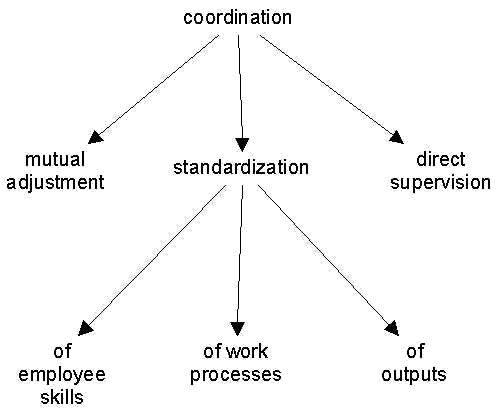 coordination
mutual
adjustment
standardization
direct
supervision
of
employee
skills
of work
processes
of
outputs